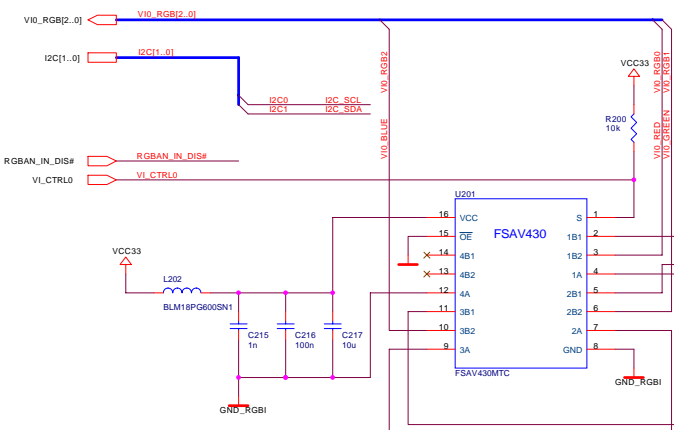 VI0_RGB[2..0]
VI0_RGB[2..0]
I2C[1..0]
I2C[1..0]
VI0_RGB2
VI0_RGB0
VI0_RGB1
VCC33
I2C0 I2C_SCL
I2C1 I2C_SDA
R200
10k
VI0_BLUE
VI0_RED
VI0_GREEN
RGBAN_IN_DIS#
RGBAN_IN_DIS#
VI_CTRL0
VI_CTRL0
U201
FSAV430
16 VCC S 1
15 OE 1B1 2
14 4B1 1B2 3
13 4B2 1A 4
12 4A 2B1 5
11 3B1 2B2 6
10 3B2 2A 7
9 3A GND 8
FSAV430MTC
VCC33
L202
BLM18PG600SN1
C215
1n
C216
100n
C217
10u
GND_RGBI
GND_RGBI